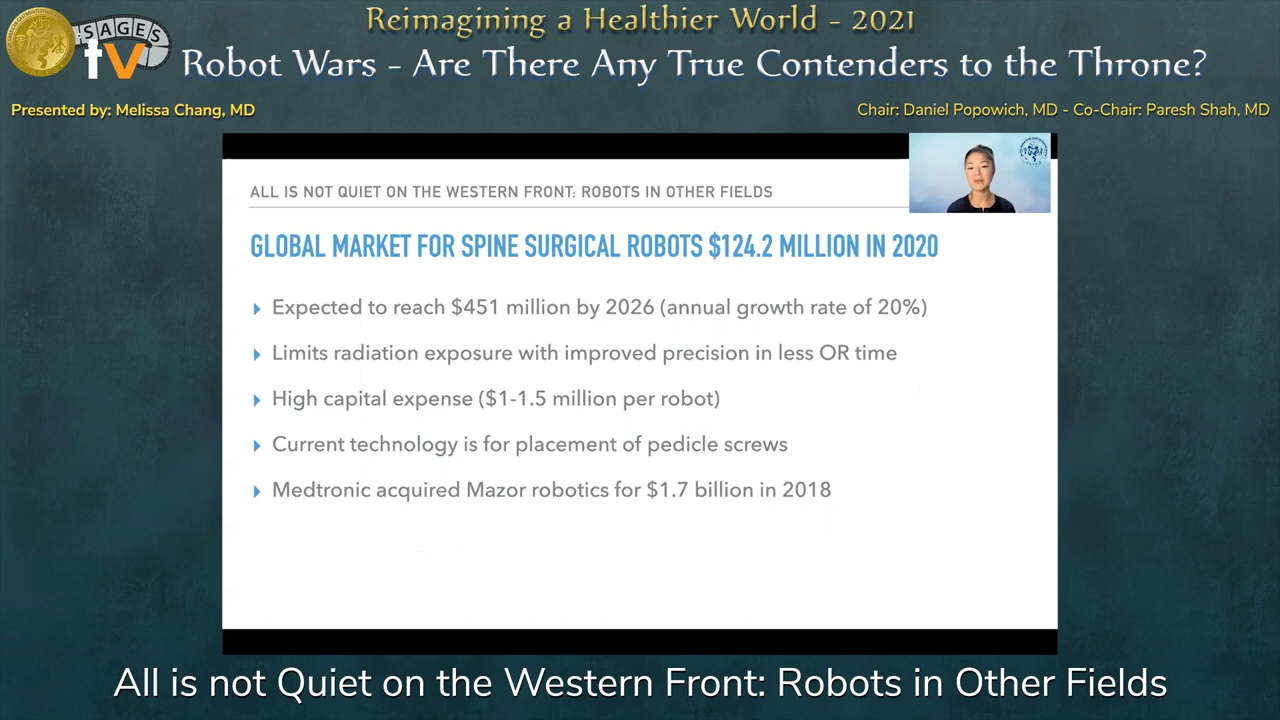 Reimagining a Healthier World - 2021
SAGES
tv
Robot Wars - Are There Any True Contenders to the Throne?
Presented by: Melissa Chang, MD
Chair: Daniel Popowich, MD - Co-Chair: Paresh Shah, MD
ALL IS NOT QUIET ON THE WESTERN FRONT: ROBOTS IN OTHER FIELDS
GLOBAL MARKET FOR SPINE SURGICAL ROBOTS $124.2 MILLION IN 2020
Expected to reach $451 million by 2026 (annual growth rate of 20%)
Limits radiation exposure with improved precision in less OR time
High capital expense ($1-1.5 million per robot)
Current technology is for placement of pedicle screws
Medtronic acquired Mazor robotics for $1.7 billion in 2018
All is not Quiet on the Western Front: Robots in Other Fields